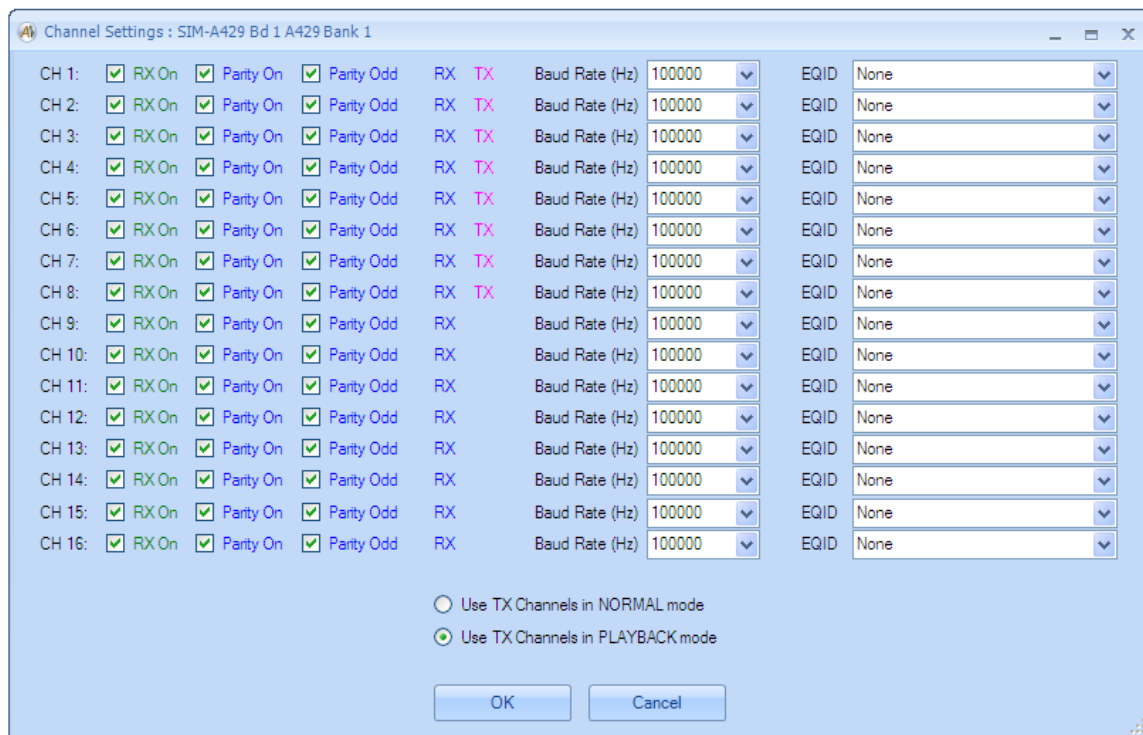 Channel Settings : SIM-A429 Bd 1 A429 Bank 1
CH 1: RX On Parity On Parity Odd RX TX Baud Rate (Hz) 100000 EQID None
CH 2: RX On Parity On Parity Odd RX TX Baud Rate (Hz) 100000 EQID None
CH 3: RX On Parity On Parity Odd RX TX Baud Rate (Hz) 100000 EQID None
CH 4: RX On Parity On Parity Odd RX TX Baud Rate (Hz) 100000 EQID None
CH 5: RX On Parity On Parity Odd RX TX Baud Rate (Hz) 100000 EQID None
CH 6: RX On Parity On Parity Odd RX TX Baud Rate (Hz) 100000 EQID None
CH 7: RX On Parity On Parity Odd RX TX Baud Rate (Hz) 100000 EQID None
CH 8: RX On Parity On Parity Odd RX TX Baud Rate (Hz) 100000 EQID None
CH 9: RX On Parity On Parity Odd RX Baud Rate (Hz) 100000 EQID None
CH 10: RX On Parity On Parity Odd RX Baud Rate (Hz) 100000 EQID None
CH 11: RX On Parity On Parity Odd RX Baud Rate (Hz) 100000 EQID None
CH 12: RX On Parity On Parity Odd RX Baud Rate (Hz) 100000 EQID None
CH 13: RX On Parity On Parity Odd RX Baud Rate (Hz) 100000 EQID None
CH 14: RX On Parity On Parity Odd RX Baud Rate (Hz) 100000 EQID None
CH 15: RX On Parity On Parity Odd RX Baud Rate (Hz) 100000 EQID None
CH 16: RX On Parity On Parity Odd RX Baud Rate (Hz) 100000 EQID None
Use TX Channels in NORMAL mode
Use TX Channels in PLAYBACK mode
OK Cancel